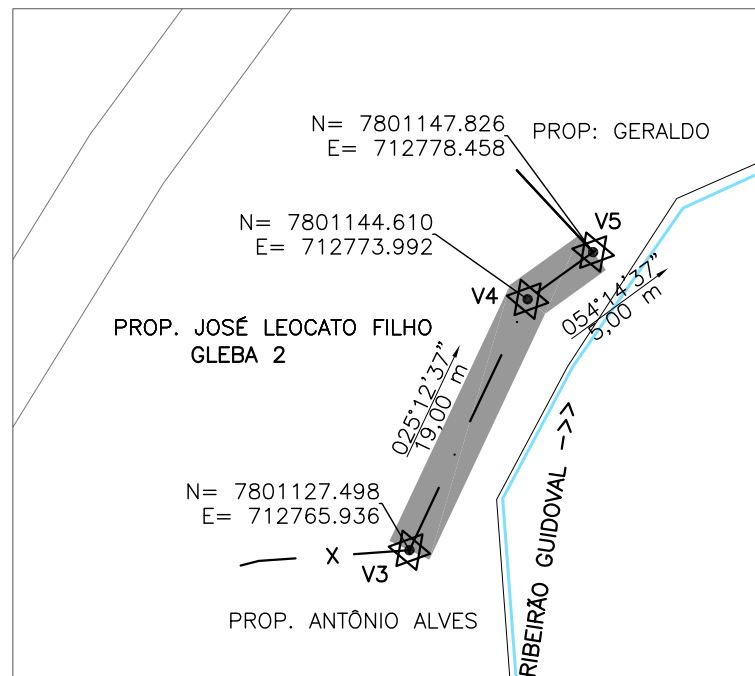 N= 7801147.826
E= 712778.458
PROP: GERALDO
N= 7801144.610
E= 712773.992
V5
V4
054°14'37"
5,00 m
PROP. JOSÉ LEOCATO FILHO
GLEBA 2
025°12'37"
19,00 m
N= 7801127.498
E= 712765.936
X
V3
PROP. ANTÔNIO ALVES
RIBEIRÃO GUIDOVAL ->>